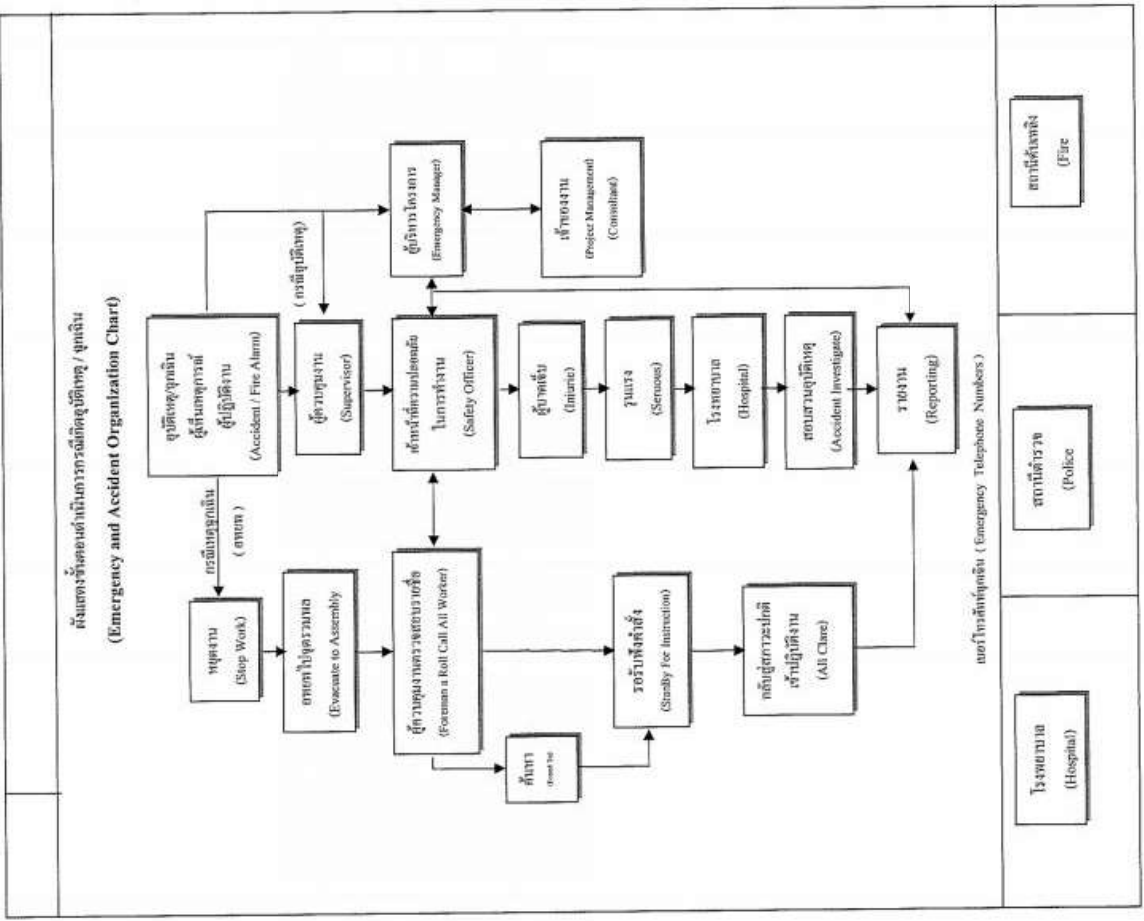 ผังแสดงขั้นตอนดำเนินการกรณีเกิดอุบัติเหตุ / ฉุกเฉิน
(Emergency and Accident Organization Chart)
อุบัติเหตุ/ฉุกเฉิน
ผู้เห็นเหตุการณ์
ผู้ปฏิบัติงาน
(Accident / Fire Alarm)
กรณีเหตุฉุกเฉิน
( อพยพ )
( กรณีอุบัติเหตุ)
หยุดงาน
(Stop Work)
ผู้ควบคุมงาน
(Supervisor)
อพยพไปจุดรวมพล
(Evacuate to Assembly
ผู้ควบคุมงานตรวจสอบรายชื่อ
(Foreman a Roll Call All Worker)
เจ้าหน้าที่ความปลอดภัย
ในการทำงาน
(Safety Officer)
ผู้บริหารโครงการ
(Emergency Manager)
ค้นหา
ผู้บาดเจ็บ
(Injuric)
เจ้าของงาน
(Project Management)
(Consultant)
รอรับฟังคำสั่ง
(StanBy For Instruction)
รุนแรง
(Seruous)
โรงพยาบาล
(Hospital)
กลับสู่สภาวะปกติ
เข้าปฏิบัติงาน
(All Clare)
สอบสวนอุบัติเหตุ
(Accident Investigate)
รายงาน
(Reporting)
เบอร์โทรศัพท์ฉุกเฉิน ( Emergency Telephone Numbers )
โรงพยาบาล
(Hospital)
สถานีตำรวจ
(Police
สถานีดับเพลิง
(Fire